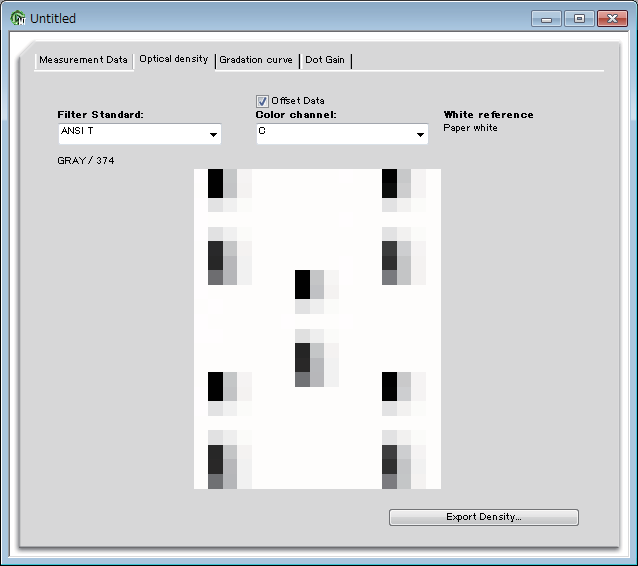 Untitled
Measurement Data
Optical density
Gradation curve
Dot Gain
Offset Data
Filter Standard:
Color channel:
White reference
ANSI T
C
Paper white
GRAY / 374
Export Density...